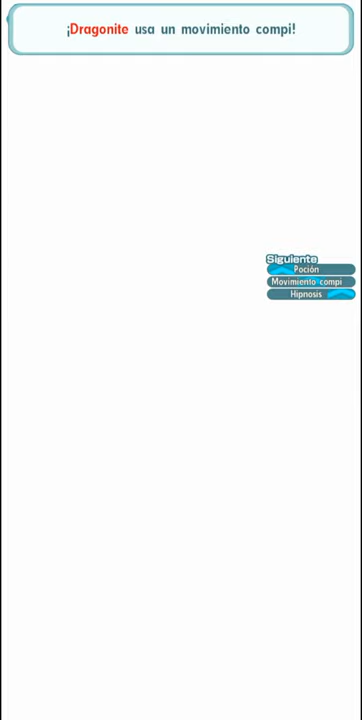 ¡Dragonite usa un movimiento compi!
Siguiente
Poción
Movimiento compi
Hipnosis